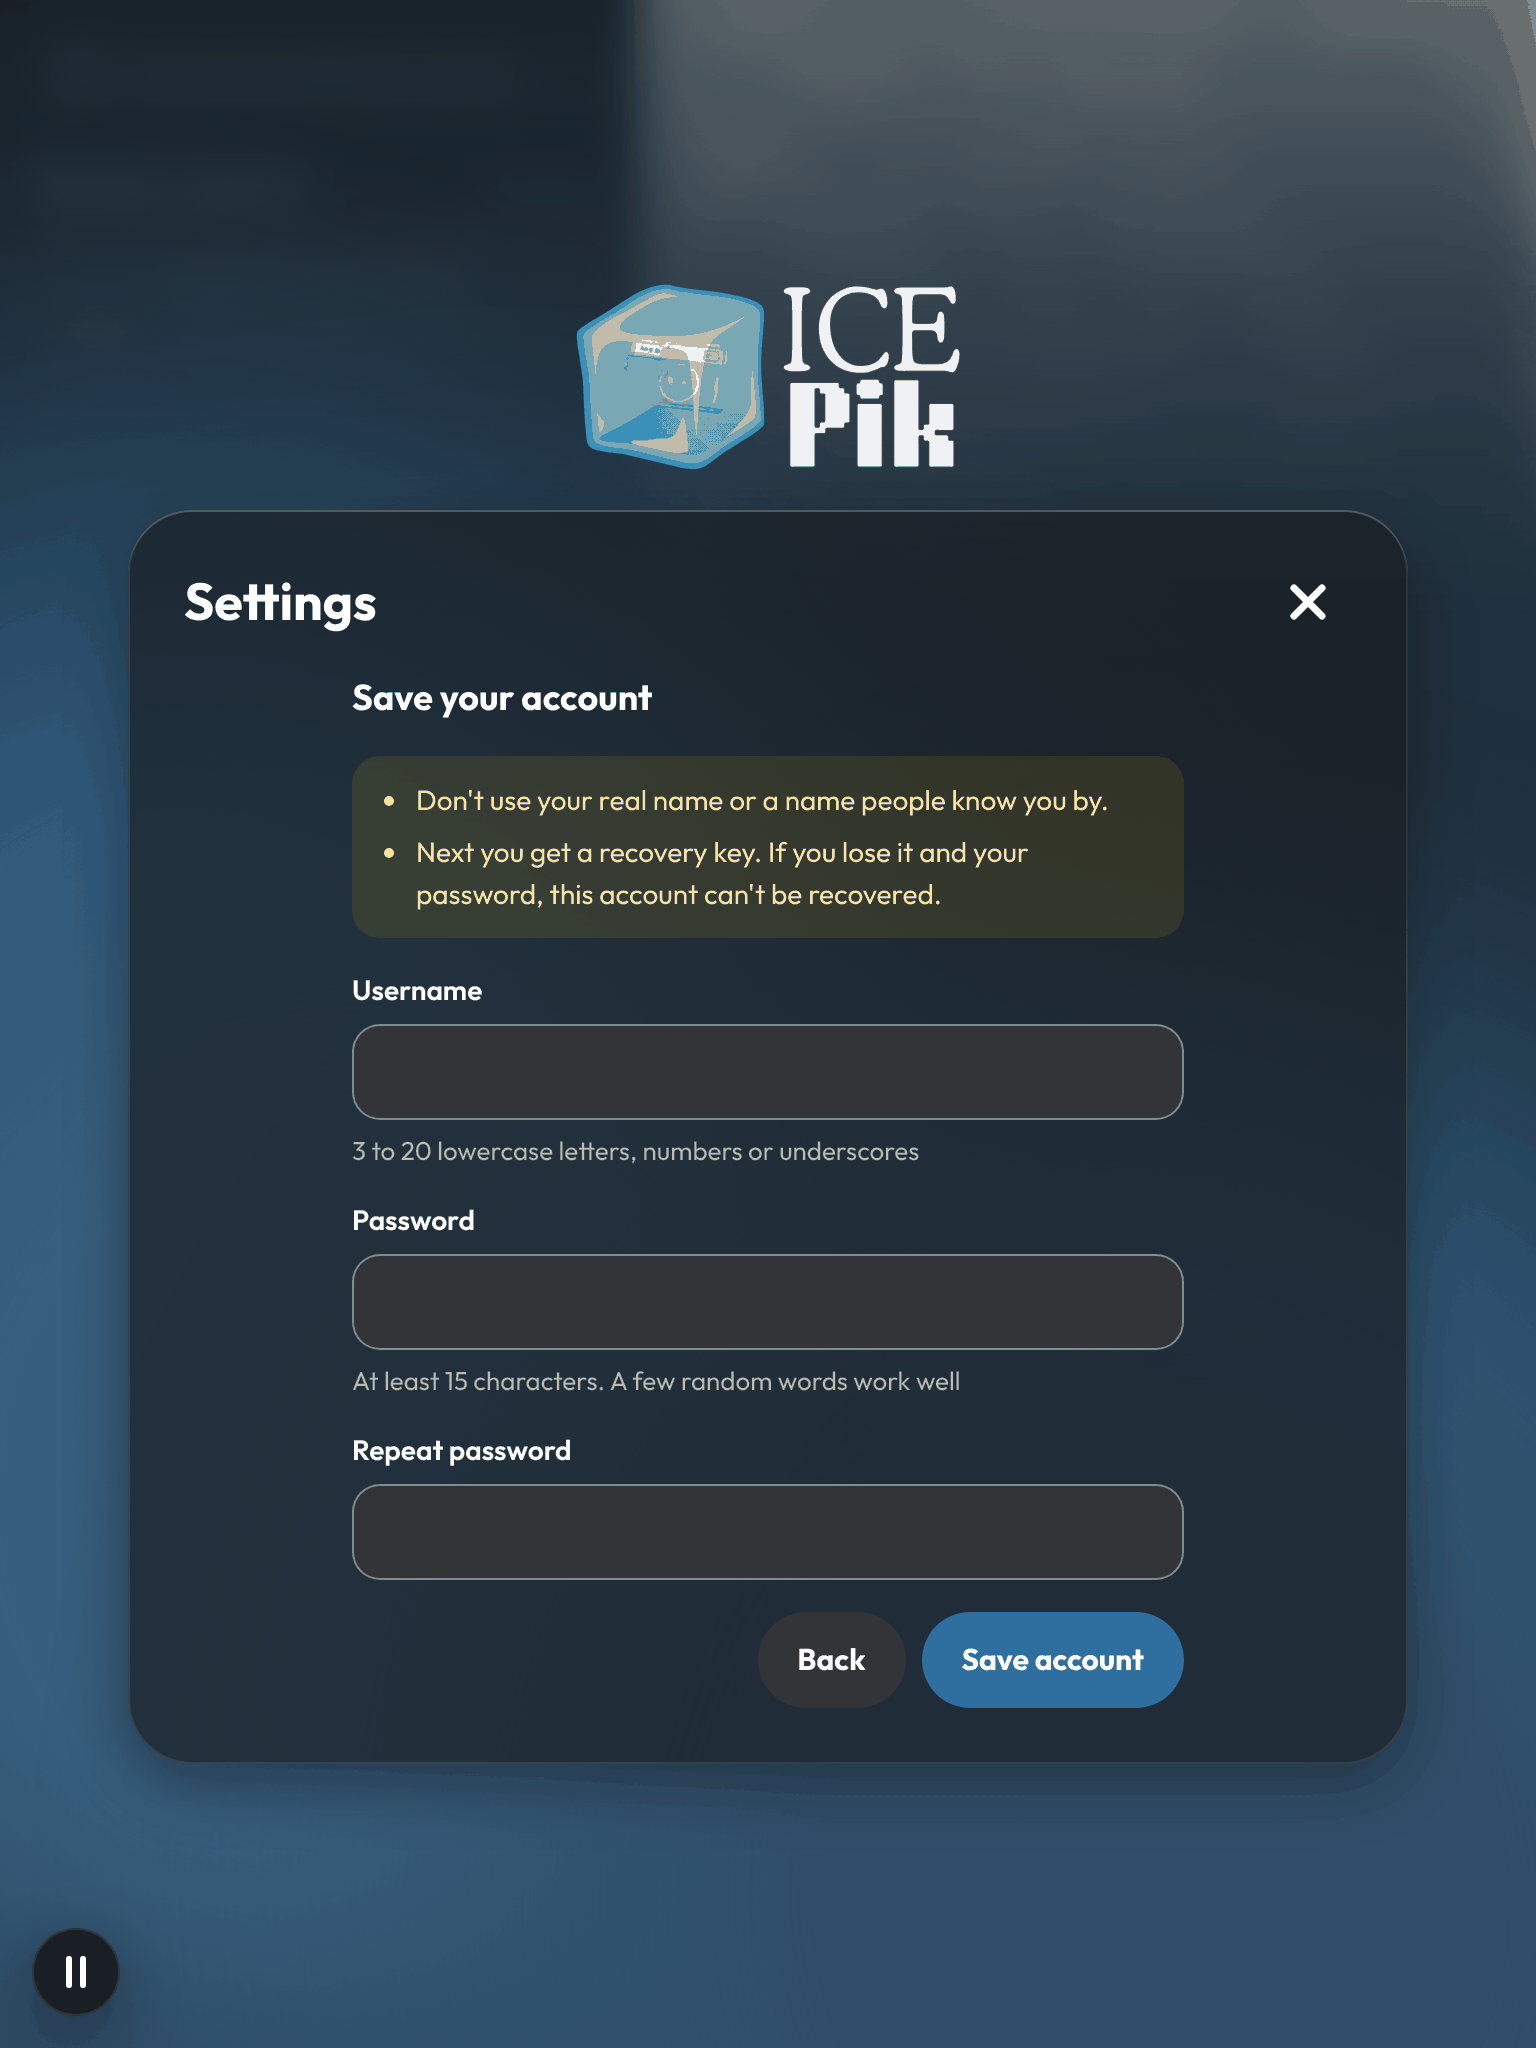 ICE
Pik
Settings
Save your account
Don't use your real name or a name people know you by.
Next you get a recovery key. If you lose it and your
password, this account can't be recovered.
Username
3 to 20 lowercase letters, numbers or underscores
Password
At least 15 characters. A few random words work well
Repeat password
Back
Save account